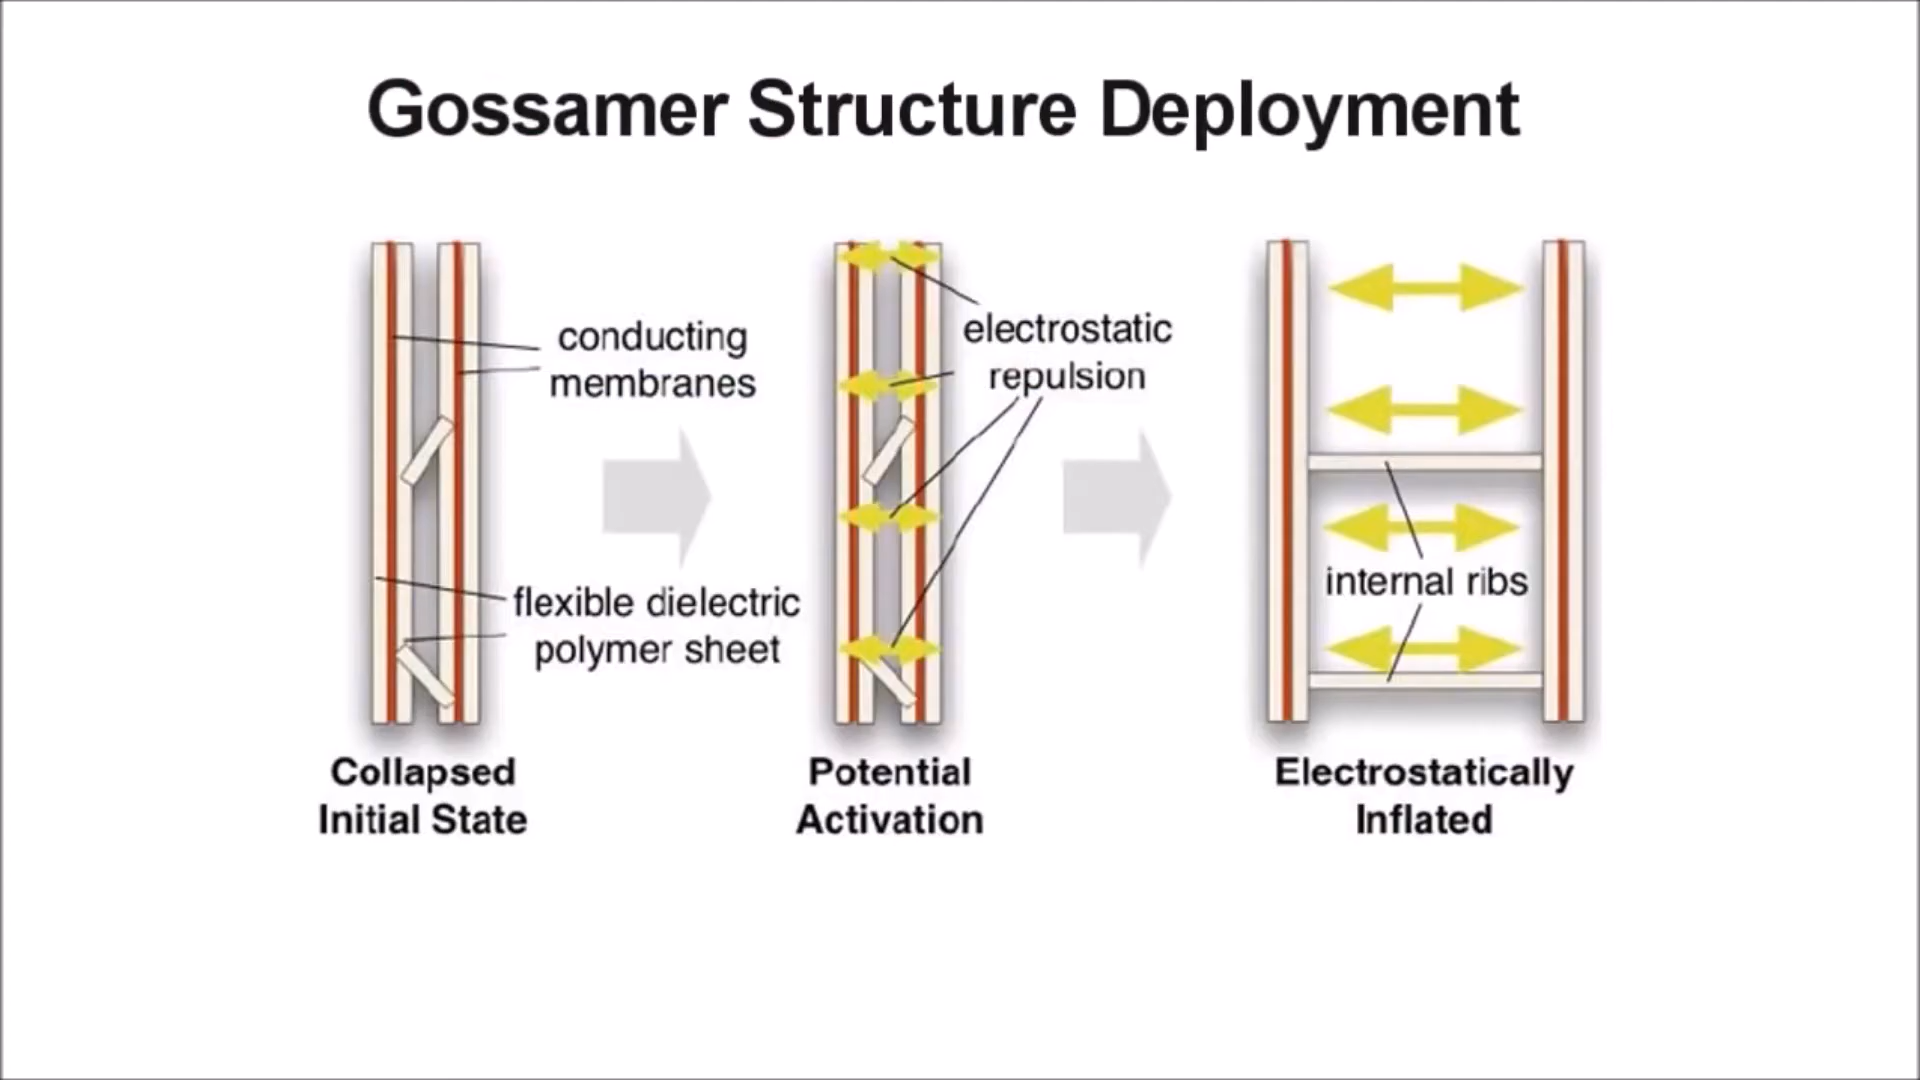 Gossamer Structure Deployment
conducting
membranes
flexible dielectric
polymer sheet
electrostatic
repulsion
internal ribs
Collapsed
Initial State
Potential
Activation
Electrostatically
Inflated